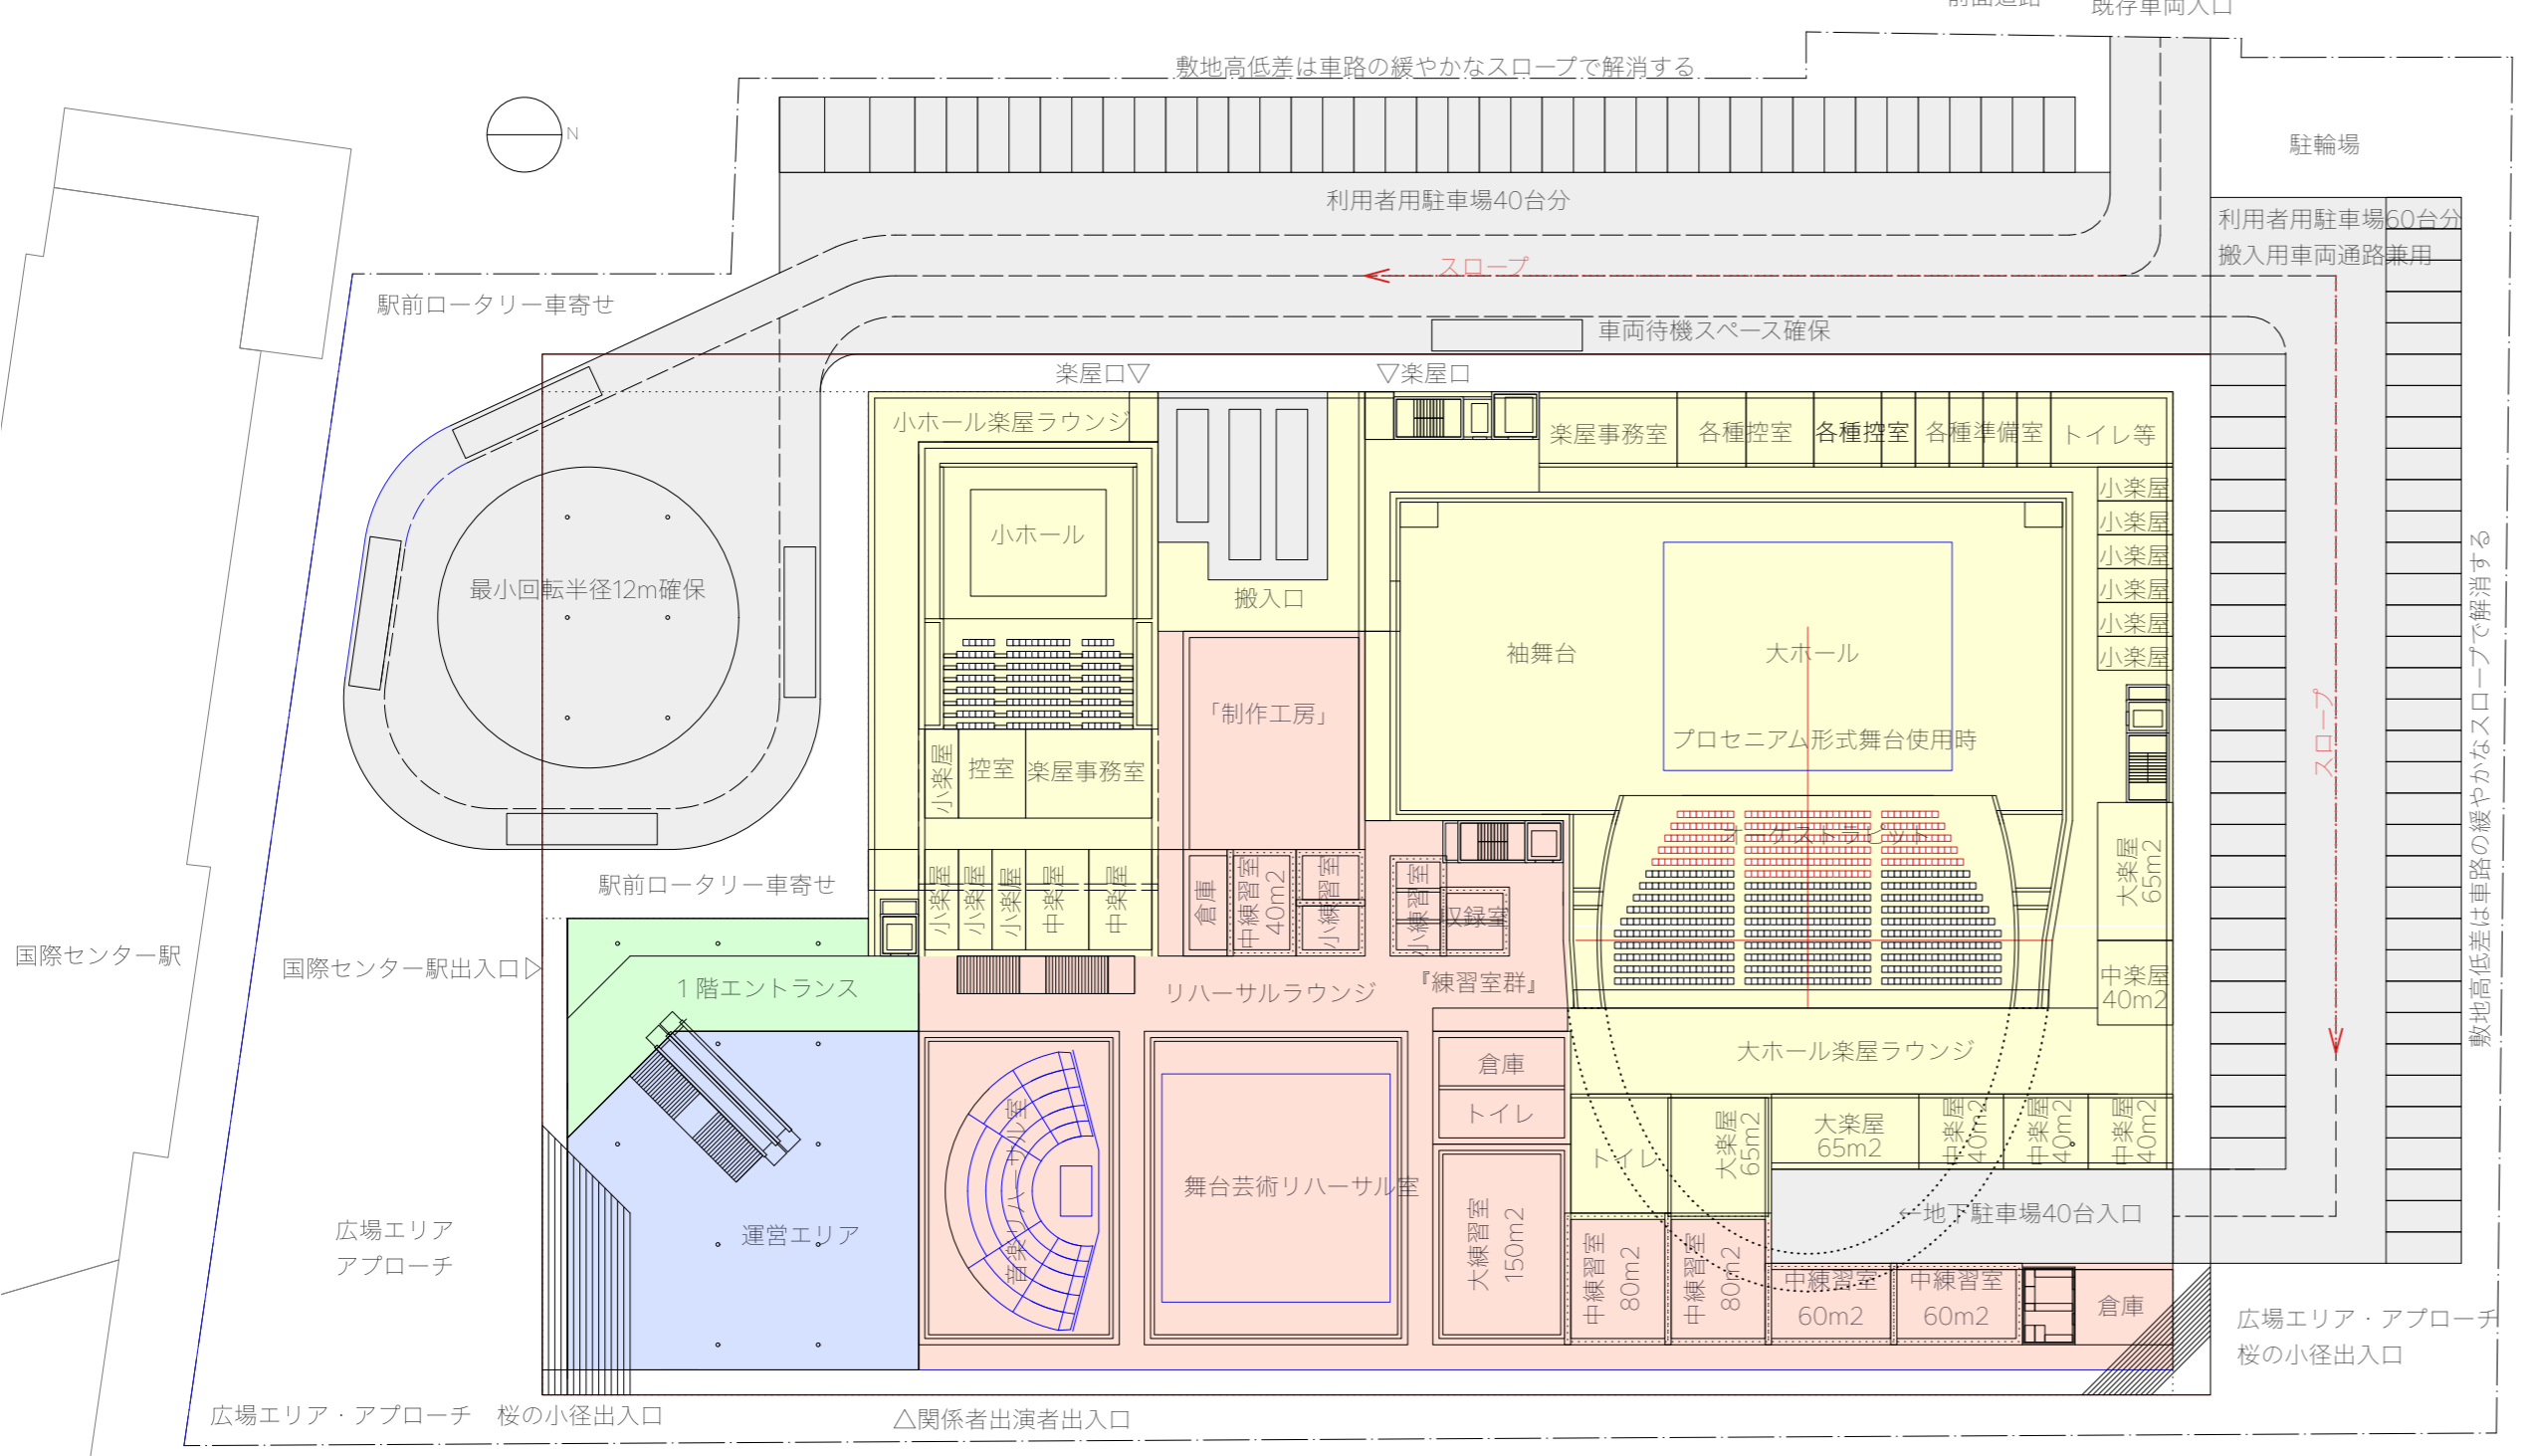 既存車両入口
敷地高低差は車路の緩やかなスロープで解消する
N
駐輪場
利用者用駐車場40台分
利用者用駐車場60台分
搬入用車両通路兼用
スロープ
駅前ロータリー車寄せ
車両待機スペース確保
楽屋口▽
▽楽屋口
小ホール楽屋ラウンジ
楽屋事務室
各種控室
各種控室
各種準備室
トイレ等
小楽屋
小楽屋
小楽屋
小楽屋
小楽屋
小楽屋
小ホール
最小回転半径12m確保
搬入口
袖舞台
大ホール
「制作工房」
プロセニアム形式舞台使用時
スロープ
敷地高低差は車路の緩やかなスロープで解消する
小楽屋
控室
楽屋事務室
オーケストラピット
大楽屋
65m2
駅前ロータリー車寄せ
小楽屋
小楽屋
小楽屋
中楽屋
中楽屋
倉庫
中練習室
40m2
小練習室
小練習室
収録室
国際センター駅
国際センター駅出入口▷
1階エントランス
リハーサルラウンジ
『練習室群』
中楽屋
40m2
大ホール楽屋ラウンジ
倉庫
トイレ
トイレ
大楽屋
65m2
大楽屋
65m2
中楽屋
40m2
中楽屋
40m2
中楽屋
40m2
音楽リハーサル室
舞台芸術リハーサル室
大練習室
150m2
←地下駐車場40台入口
広場エリア
アプローチ
運営エリア
中練習室
80m2
中練習室
80m2
中練習室
60m2
中練習室
60m2
倉庫
広場エリア・アプローチ
桜の小径出入口
広場エリア・アプローチ 桜の小径出入口
△関係者出演者出入口